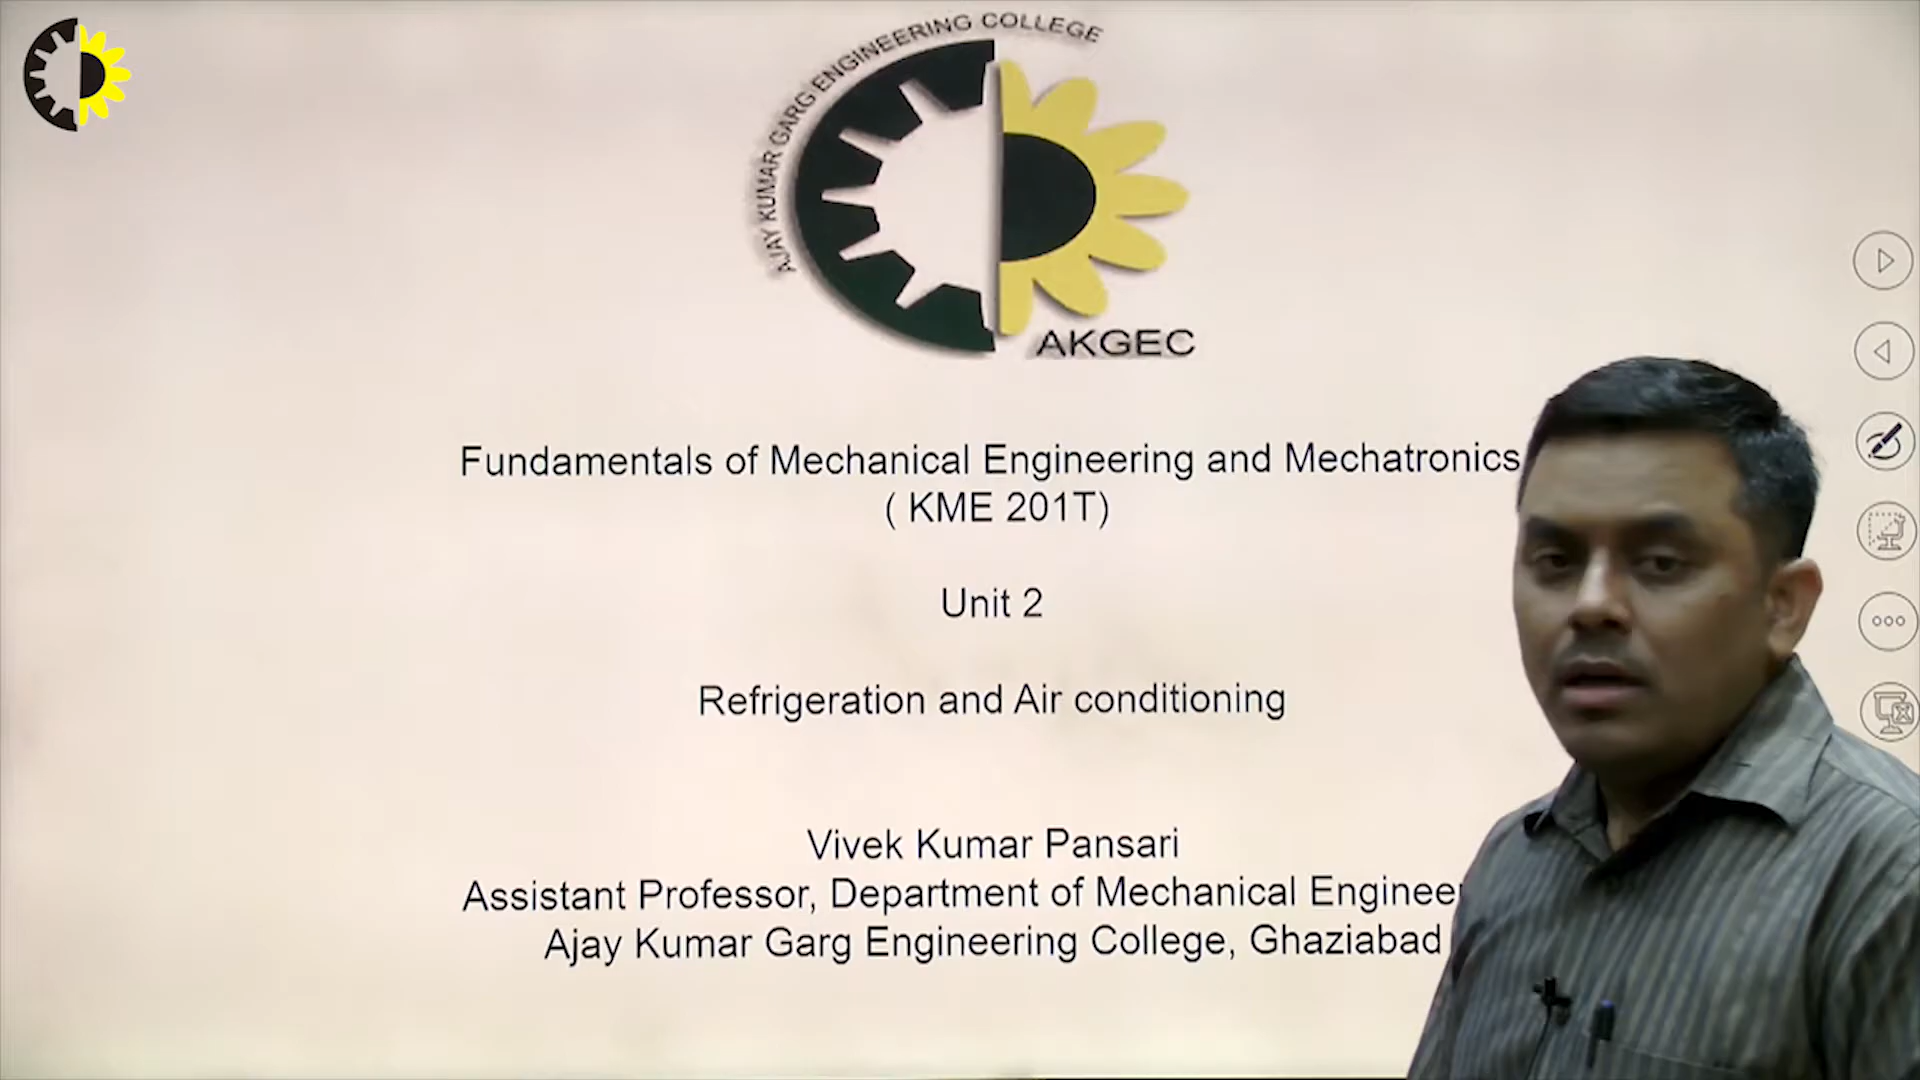 AJAY KUMAR GARG ENGINEERING COLLEGE
AKGEC
Fundamentals of Mechanical Engineering and Mechatronics
( KME 201T)
Unit 2
Refrigeration and Air conditioning
Vivek Kumar Pansari
Assistant Professor, Department of Mechanical Engineer
Ajay Kumar Garg Engineering College, Ghaziabad